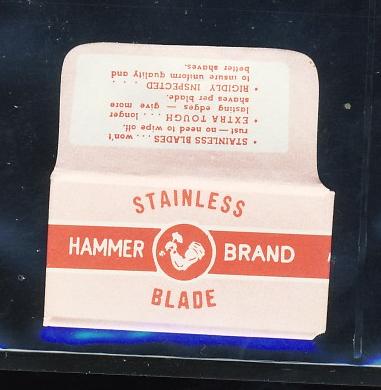 • STAINLESS BLADES . . . won't
rust — no need to wipe off.
• EXTRA TOUGH . . . . longer
lasting edges — give more
shaves per blade.
• RIGIDLY INSPECTED . . . .
to insure uniform quality and
better shaves.
STAINLESS
HAMMER BRAND
BLADE